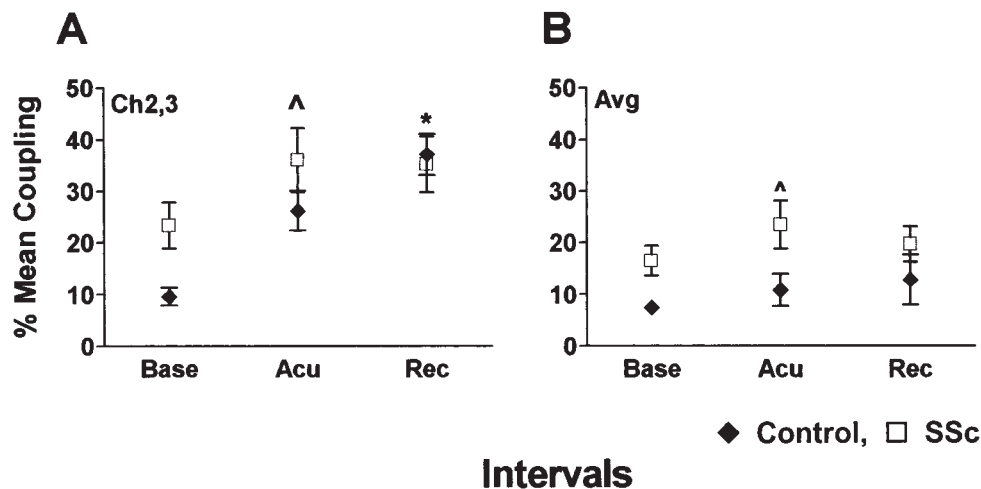 A
B
% Mean Coupling
50
40
30
20
10
0
Ch2,3
^
*
Base
Acu
Rec
50
40
30
20
10
0
Avg
^
Base
Acu
Rec
◆ Control, □ SSc
Intervals